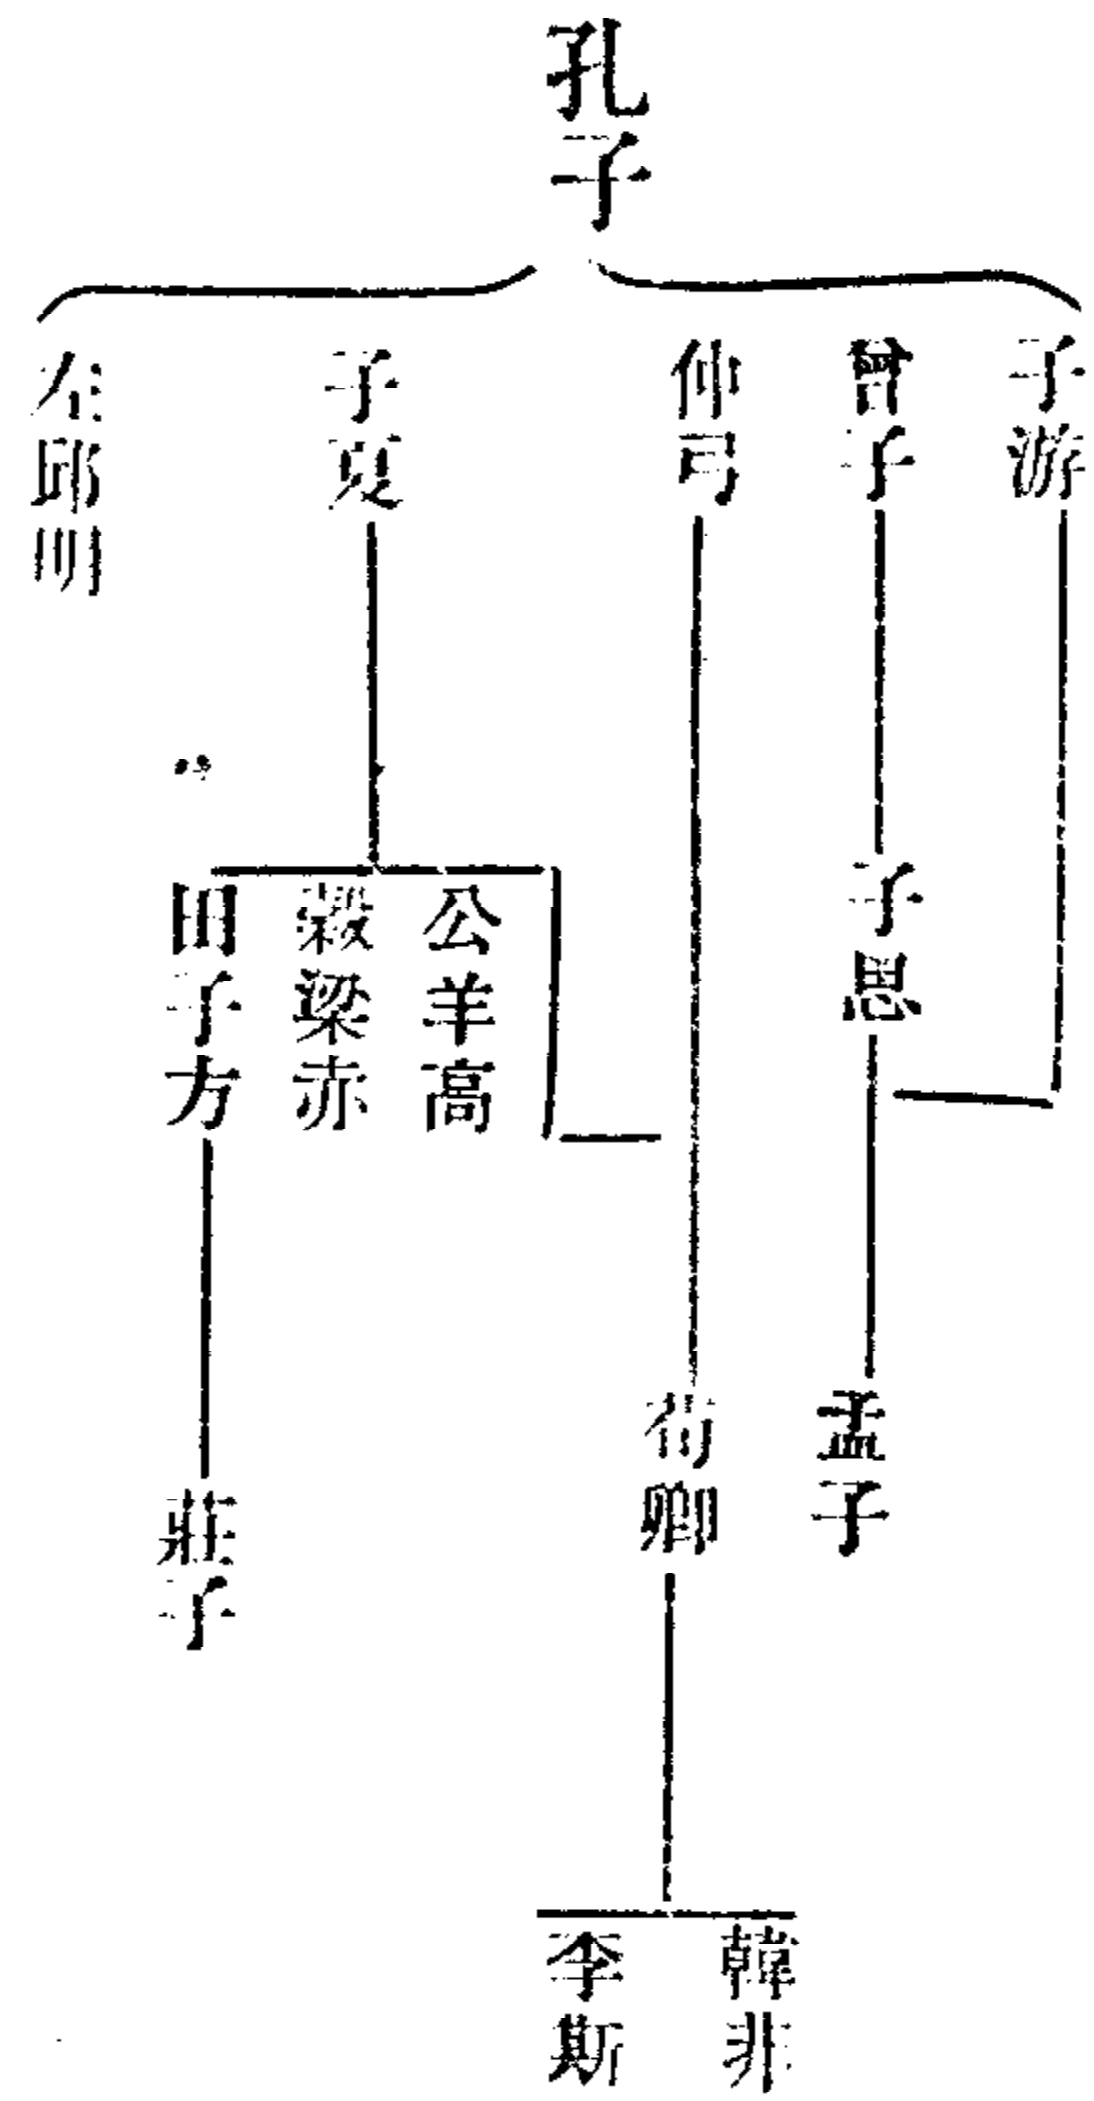 孔子
子游
曾子
仲弓
子夏
左邱明
子思
公羊高
穀梁赤
田子方
孟子
荀卿
莊子
韓非
李斯